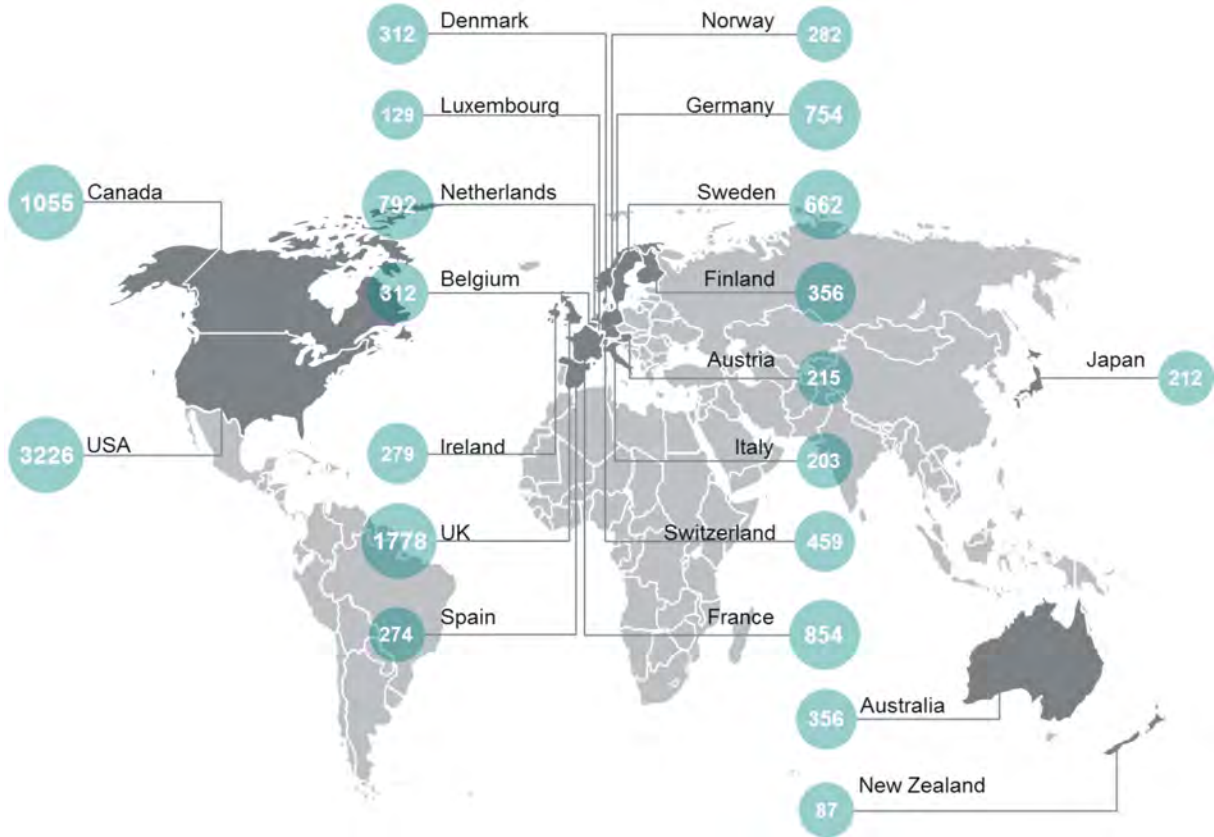 312 Denmark
Norway 282
129 Luxembourg
Germany 754
1055 Canada
792 Netherlands
Sweden 662
312 Belgium
Finland 356
Austria 215
Japan 212
3226 USA
279 Ireland
Italy 203
1778 UK
Switzerland 459
274 Spain
France 854
356 Australia
87 New Zealand